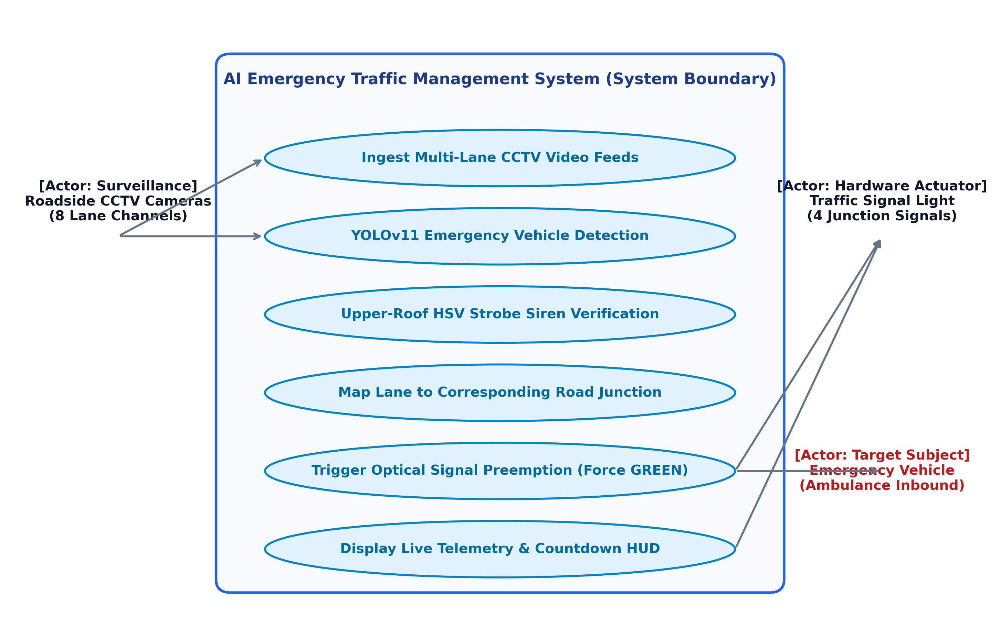 AI Emergency Traffic Management System (System Boundary)
Ingest Multi-Lane CCTV Video Feeds
[Actor: Surveillance]
Roadside CCTV Cameras
(8 Lane Channels)
[Actor: Hardware Actuator]
Traffic Signal Light
(4 Junction Signals)
YOLOv11 Emergency Vehicle Detection
Upper-Roof HSV Strobe Siren Verification
Map Lane to Corresponding Road Junction
Trigger Optical Signal Preemption (Force GREEN)
[Actor: Target Subject]
Emergency Vehicle
(Ambulance Inbound)
Display Live Telemetry & Countdown HUD